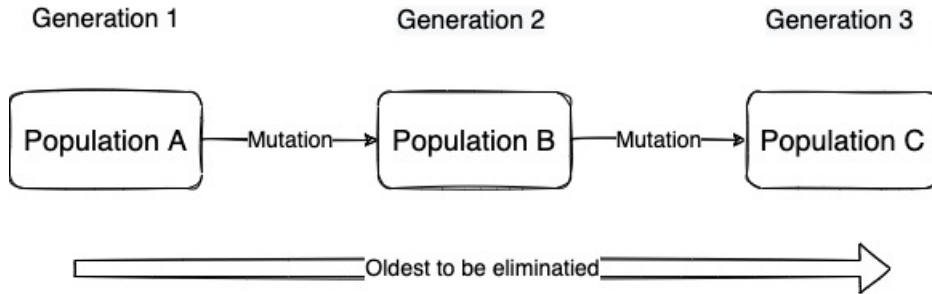 Generation 1
Generation 2
Generation 3
Population A
Mutation
Population B
Mutation
Population C
Oldest to be eliminatied